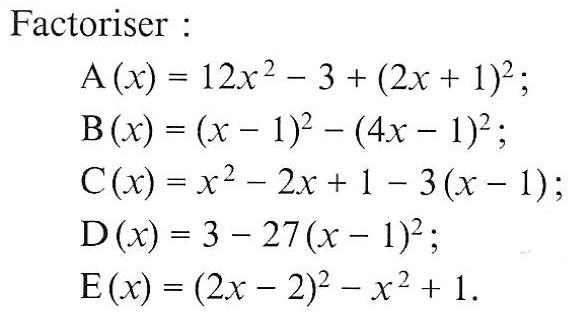 Factoriser :
A(x) = 12x² − 3 + (2x + 1)²;
B(x) = (x − 1)² − (4x − 1)²;
C(x) = x² − 2x + 1 − 3(x − 1);
D(x) = 3 − 27(x − 1)²;
E(x) = (2x − 2)² − x² + 1.